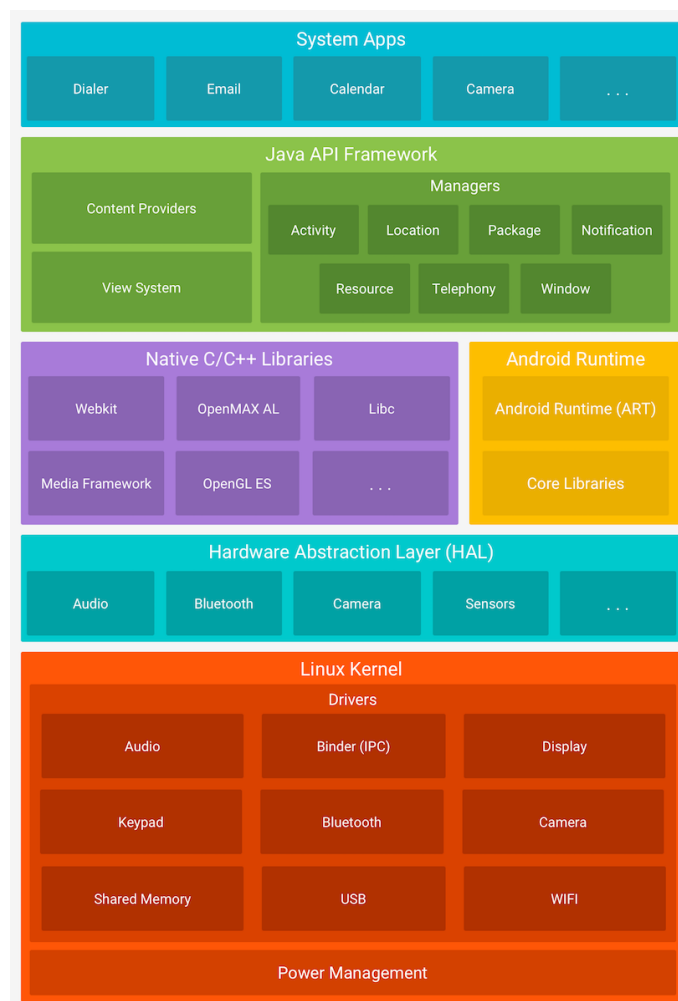 System Apps
Dialer
Email
Calendar
Camera
. . .
Java API Framework
Content Providers
View System
Managers
Activity
Location
Package
Notification
Resource
Telephony
Window
Native C/C++ Libraries
Webkit
OpenMAX AL
Libc
Media Framework
OpenGL ES
. . .
Android Runtime
Android Runtime (ART)
Core Libraries
Hardware Abstraction Layer (HAL)
Audio
Bluetooth
Camera
Sensors
. . .
Linux Kernel
Drivers
Audio
Binder (IPC)
Display
Keypad
Bluetooth
Camera
Shared Memory
USB
WIFI
Power Management